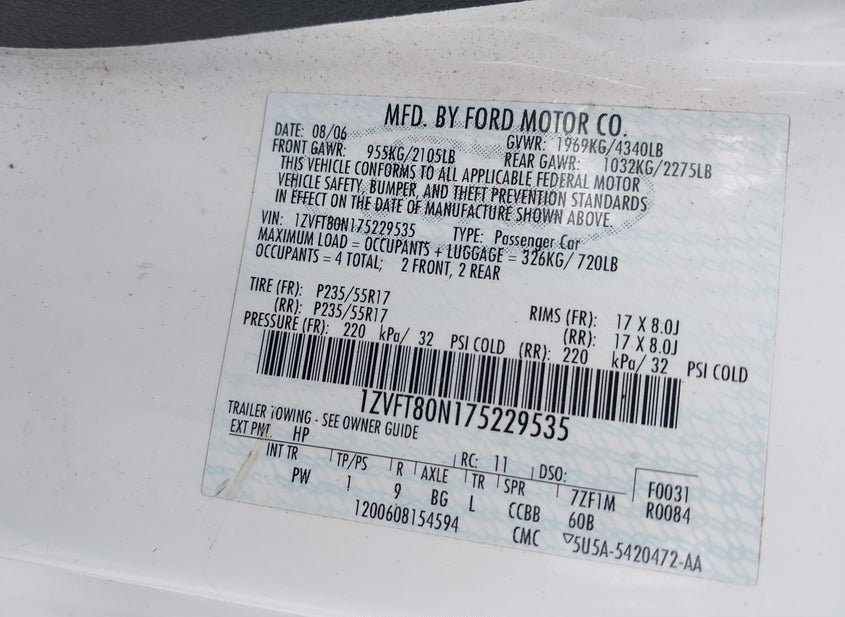 MFD. BY FORD MOTOR CO.
DATE: 08/06 GVWR: 1969KG/4340LB
FRONT GAWR: 955KG/2105LB REAR GAWR: 1032KG/2275LB
THIS VEHICLE CONFORMS TO ALL APPLICABLE FEDERAL MOTOR
VEHICLE SAFETY, BUMPER, AND THEFT PREVENTION STANDARDS
IN EFFECT ON THE DATE OF MANUFACTURE SHOWN ABOVE.
VIN: 1ZVFT80N175229535 TYPE: Passenger Car
MAXIMUM LOAD = OCCUPANTS + LUGGAGE = 326KG/ 720LB
OCCUPANTS = 4 TOTAL; 2 FRONT, 2 REAR
TIRE (FR): P235/55R17 RIMS (FR): 17 X 8.0J
(RR): P235/55R17 (RR): 17 X 8.0J
PRESSURE (FR): 220 kPa/ 32 PSI COLD (RR): 220 kPa/ 32 PSI COLD
1ZVFT80N175229535
TRAILER TOWING - SEE OWNER GUIDE
EXT PNT: HP RC: 11 DSO: F0031
INT TR TP/PS R AXLE TR SPR 7ZF1M R0084
PW 1 9 BG L CCBB 60B
1200608154594 CMC ▽5U5A-5420472-AA